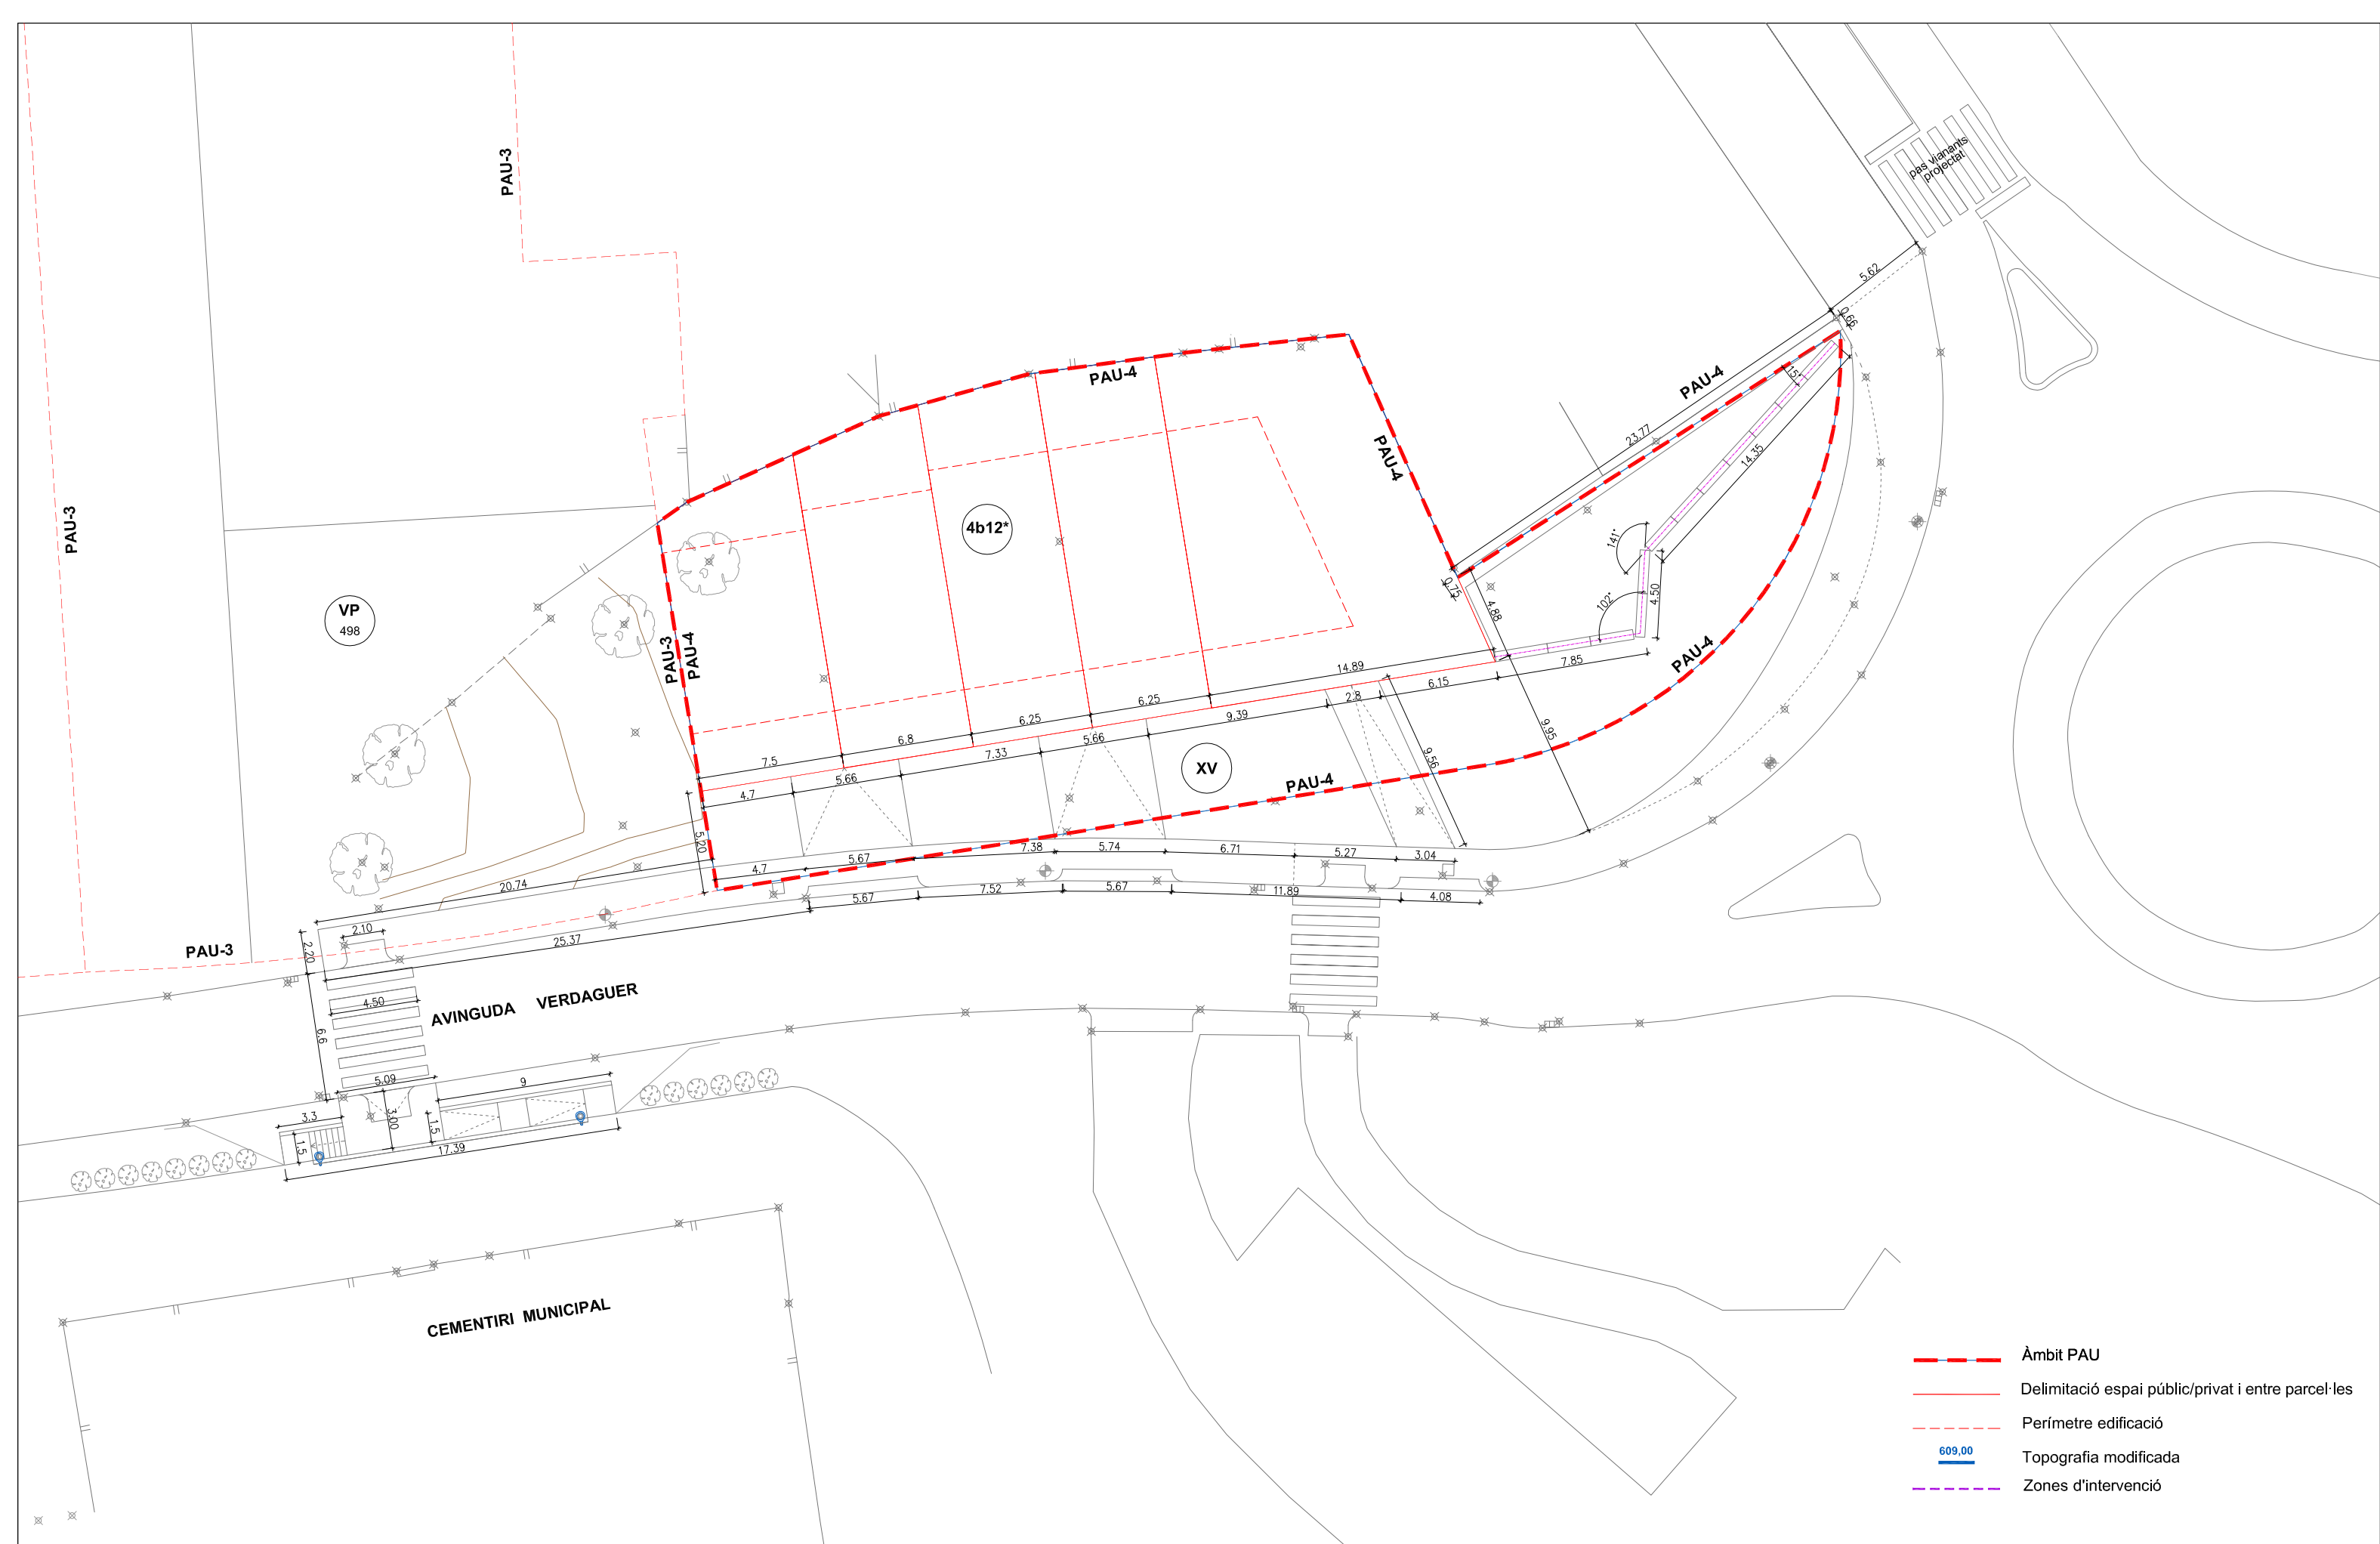 pas vianants
projectat
PAU-3
5.62
0.66
PAU-4
PAU-4
15°
23.77
14.35
PAU-4
PAU-3
4b12*
141°
0.75
4.88
102°
4.50
VP
498
PAU-3
PAU-4
PAU-4
14.89
7.85
6.25
2.8
6.15
6.25
9.39
6.8
5.66
7.5
7.33
5.66
4.7
9.95
9.56
XV
PAU-4
5.20
7.38
5.74
6.71
5.27
3.04
5.67
4.7
20.74
7.52
5.67
11.89
4.08
5.67
25.37
2.10
2.20
PAU-3
4.50
AVINGUDA VERDAGUER
6.6
5.09
9
3.3
3.00
1.5
1.5
17.39
CEMENTIRI MUNICIPAL
Àmbit PAU
Delimitació espai públic/privat i entre parcel·les
Perímetre edificació
609,00
Topografia modificada
Zones d'intervenció